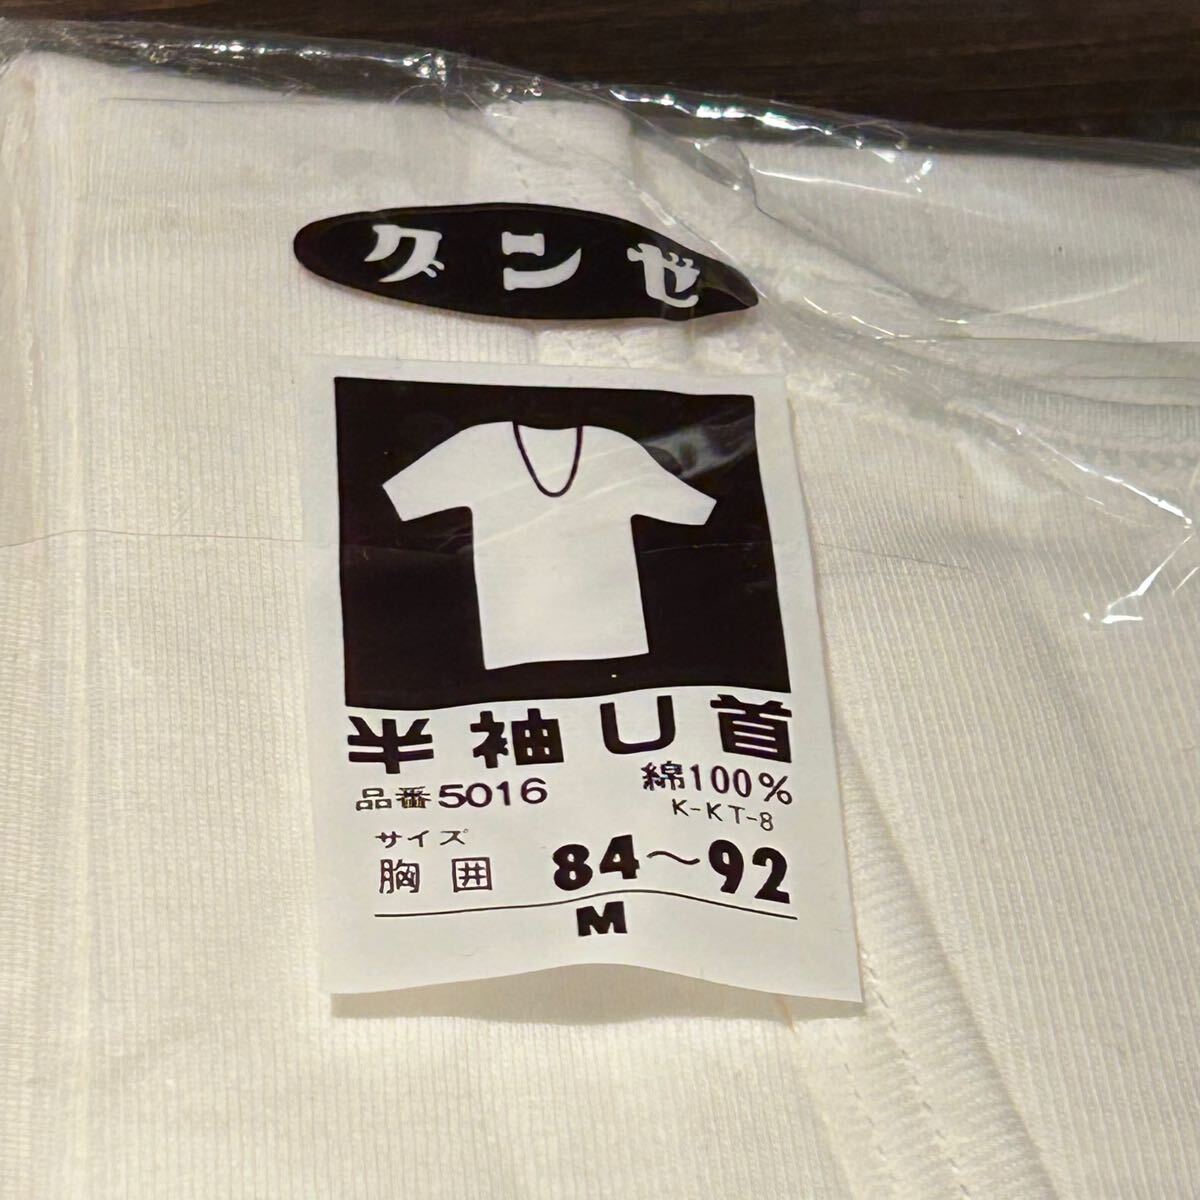 グンゼ
半袖U首
品番5016 綿100%
K-KT-8
サイズ
胸囲 84~92
M